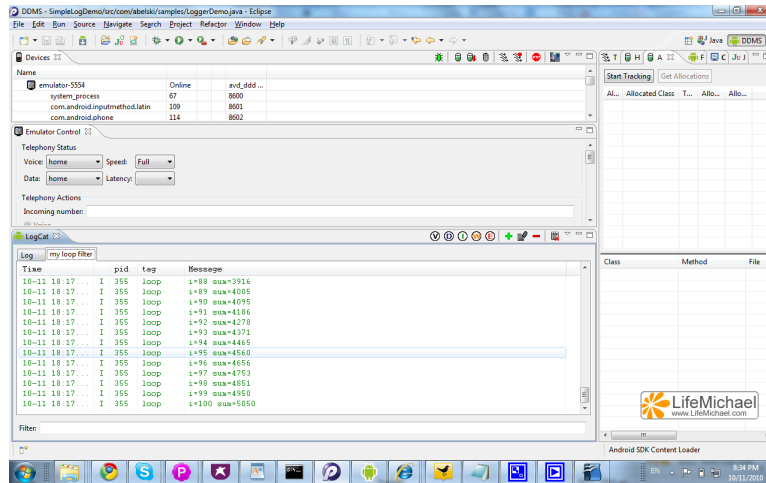 DDMS - SimpleLogDemo/src/com/abelski/samples/LoggerDemo.java - Eclipse
File Edit Run Source Navigate Search Project Refactor Window Help
Java DDMS
Devices
Name
emulator-5554 Online avd_ddd ...
system_process 67 8600
com.android.inputmethod.latin 109 8601
com.android.phone 114 8602
Emulator Control
Telephony Status
Voice: home Speed: Full
Data: home Latency:
Telephony Actions
Incoming number:
Voice
T H A F C Ju J
Start Tracking Get Allocations
Al... Allocated Class T... Allo... Allo...
LogCat V D I W E
Log my loop filter
Time pid tag Message
10-11 18:17... I 355 loop i=88 sum=3916
10-11 18:17... I 355 loop i=89 sum=4005
10-11 18:17... I 355 loop i=90 sum=4095
10-11 18:17... I 355 loop i=91 sum=4186
10-11 18:17... I 355 loop i=92 sum=4278
10-11 18:17... I 355 loop i=93 sum=4371
10-11 18:17... I 355 loop i=94 sum=4465
10-11 18:17... I 355 loop i=95 sum=4560
10-11 18:17... I 355 loop i=96 sum=4656
10-11 18:17... I 355 loop i=97 sum=4753
10-11 18:17... I 355 loop i=98 sum=4851
10-11 18:17... I 355 loop i=99 sum=4950
10-11 18:17... I 355 loop i=100 sum=5050
Filter:
Class Method File
LifeMichael
www.LifeMichael.com
Android SDK Content Loader
EN
8:34 PM
10/11/2010